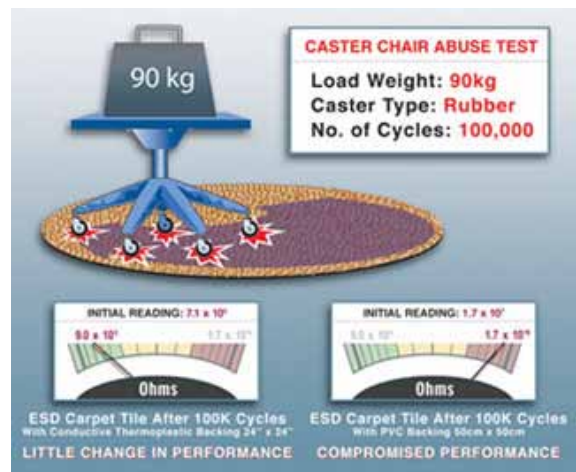 90 kg
CASTER CHAIR ABUSE TEST
Load Weight: 90kg
Caster Type: Rubber
No. of Cycles: 100,000
INITIAL READING: 7.1 x
Ohms
ESD Carpet Tile After 100K Cycles
With Conductive Thermoplastic Backing 24" x 24"
LITTLE CHANGE IN PERFORMANCE
INITIAL READING: 1.7 x
Ohms
ESD Carpet Tile After 100K Cycles
With PVC Backing 50cm x 50cm
COMPROMISED PERFORMANCE